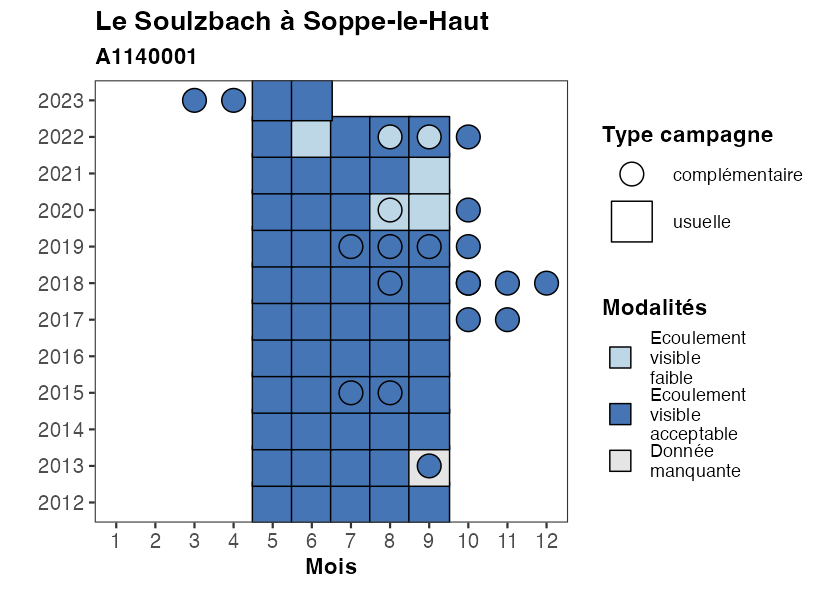 Le Soulzbach à Soppe-le-Haut
A1140001
2023
2022
2021
2020
2019
2018
2017
2016
2015
2014
2013
2012
1 2 3 4 5 6 7 8 9 10 11 12
Mois
Type campagne
complémentaire
usuelle
Modalités
Ecoulement
visible
faible
Ecoulement
visible
acceptable
Donnée
manquante